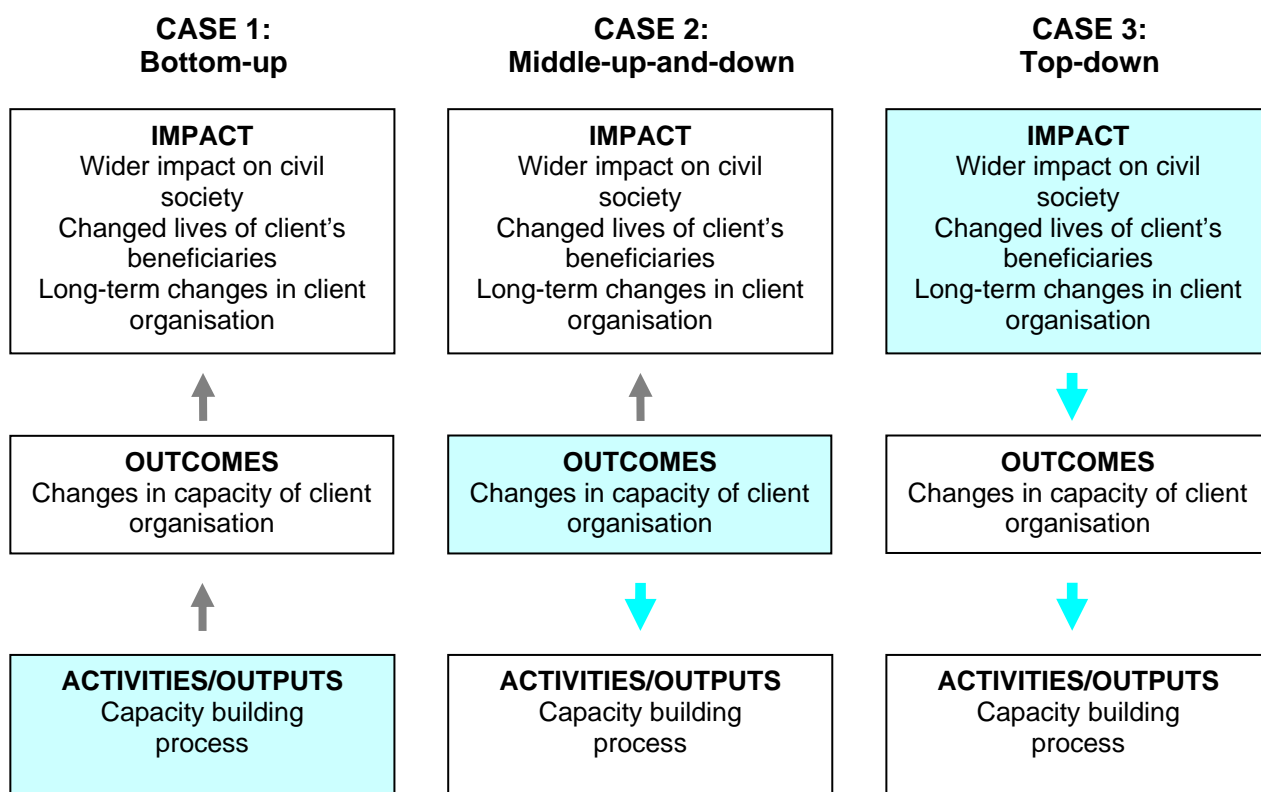 CASE 1:
Bottom-up
IMPACT
Wider impact on civil
society
Changed lives of client’s
beneficiaries
Long-term changes in client
organisation
OUTCOMES
Changes in capacity of client
organisation
ACTIVITIES/OUTPUTS
Capacity building
process
CASE 2:
Middle-up-and-down
IMPACT
Wider impact on civil
society
Changed lives of client’s
beneficiaries
Long-term changes in client
organisation
OUTCOMES
Changes in capacity of client
organisation
ACTIVITIES/OUTPUTS
Capacity building
process
CASE 3:
Top-down
IMPACT
Wider impact on civil
society
Changed lives of client’s
beneficiaries
Long-term changes in client
organisation
OUTCOMES
Changes in capacity of client
organisation
ACTIVITIES/OUTPUTS
Capacity building
process